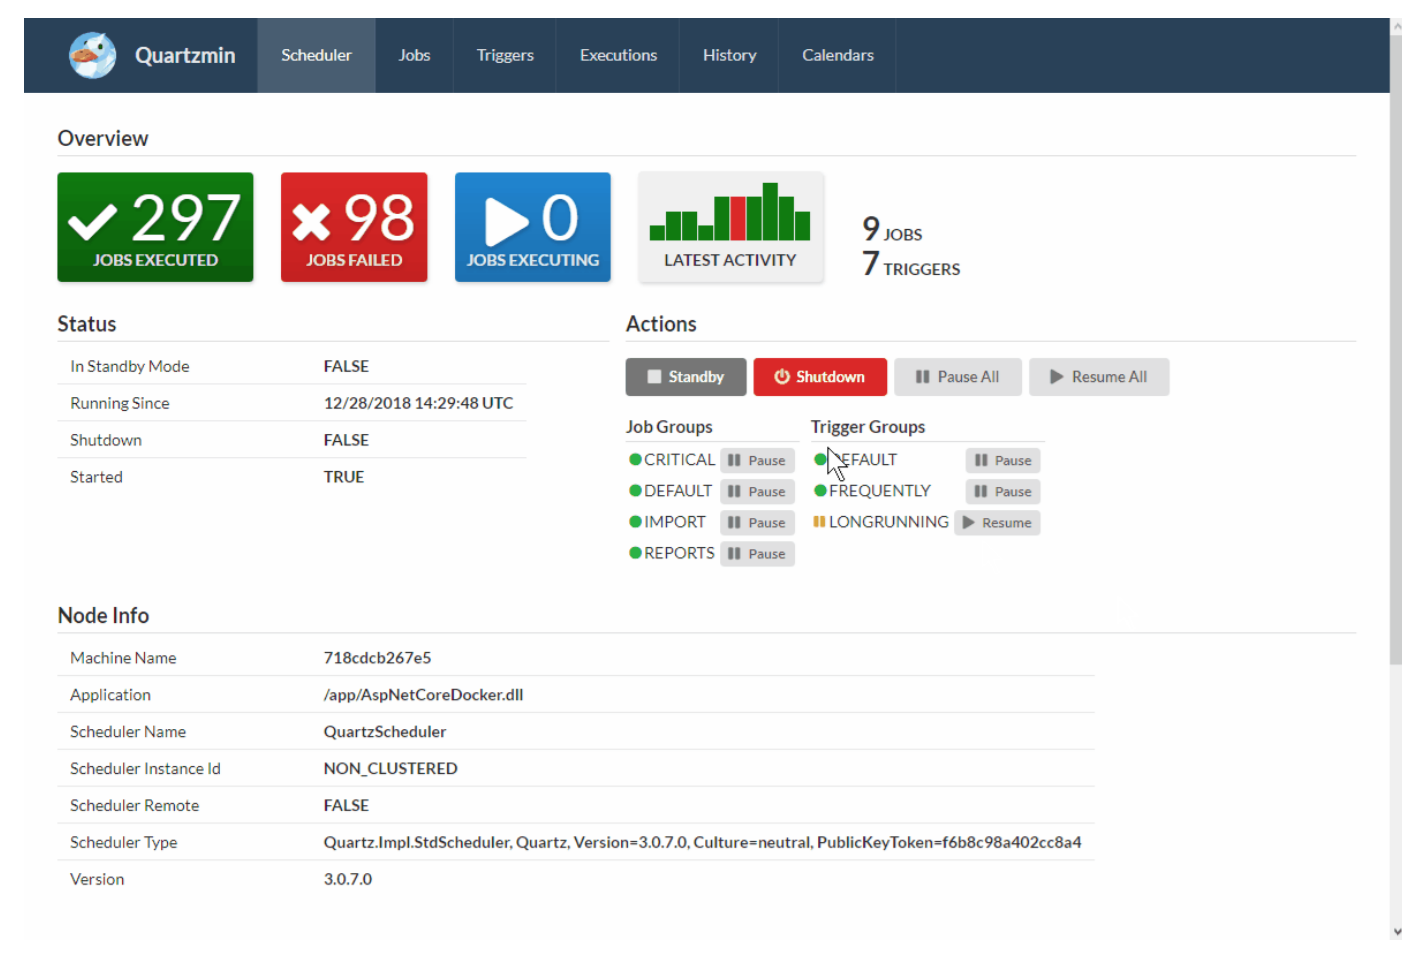 Quartzmin Scheduler Jobs Triggers Executions History Calendars
Overview
297
JOBS EXECUTED
98
JOBS FAILED
0
JOBS EXECUTING
LATEST ACTIVITY
9 JOBS
7 TRIGGERS
Status
In Standby Mode FALSE
Running Since 12/28/2018 14:29:48 UTC
Shutdown FALSE
Started TRUE
Actions
Standby Shutdown Pause All Resume All
Job Groups
CRITICAL Pause
DEFAULT Pause
IMPORT Pause
REPORTS Pause
Trigger Groups
DEFAULT Pause
FREQUENTLY Pause
LONGRUNNING Resume
Node Info
Machine Name 718cdcb267e5
Application /app/AspNetCoreDocker.dll
Scheduler Name QuartzScheduler
Scheduler Instance Id NON_CLUSTERED
Scheduler Remote FALSE
Scheduler Type Quartz.Impl.StdScheduler, Quartz, Version=3.0.7.0, Culture=neutral, PublicKeyToken=f6b8c98a402cc8a4
Version 3.0.7.0